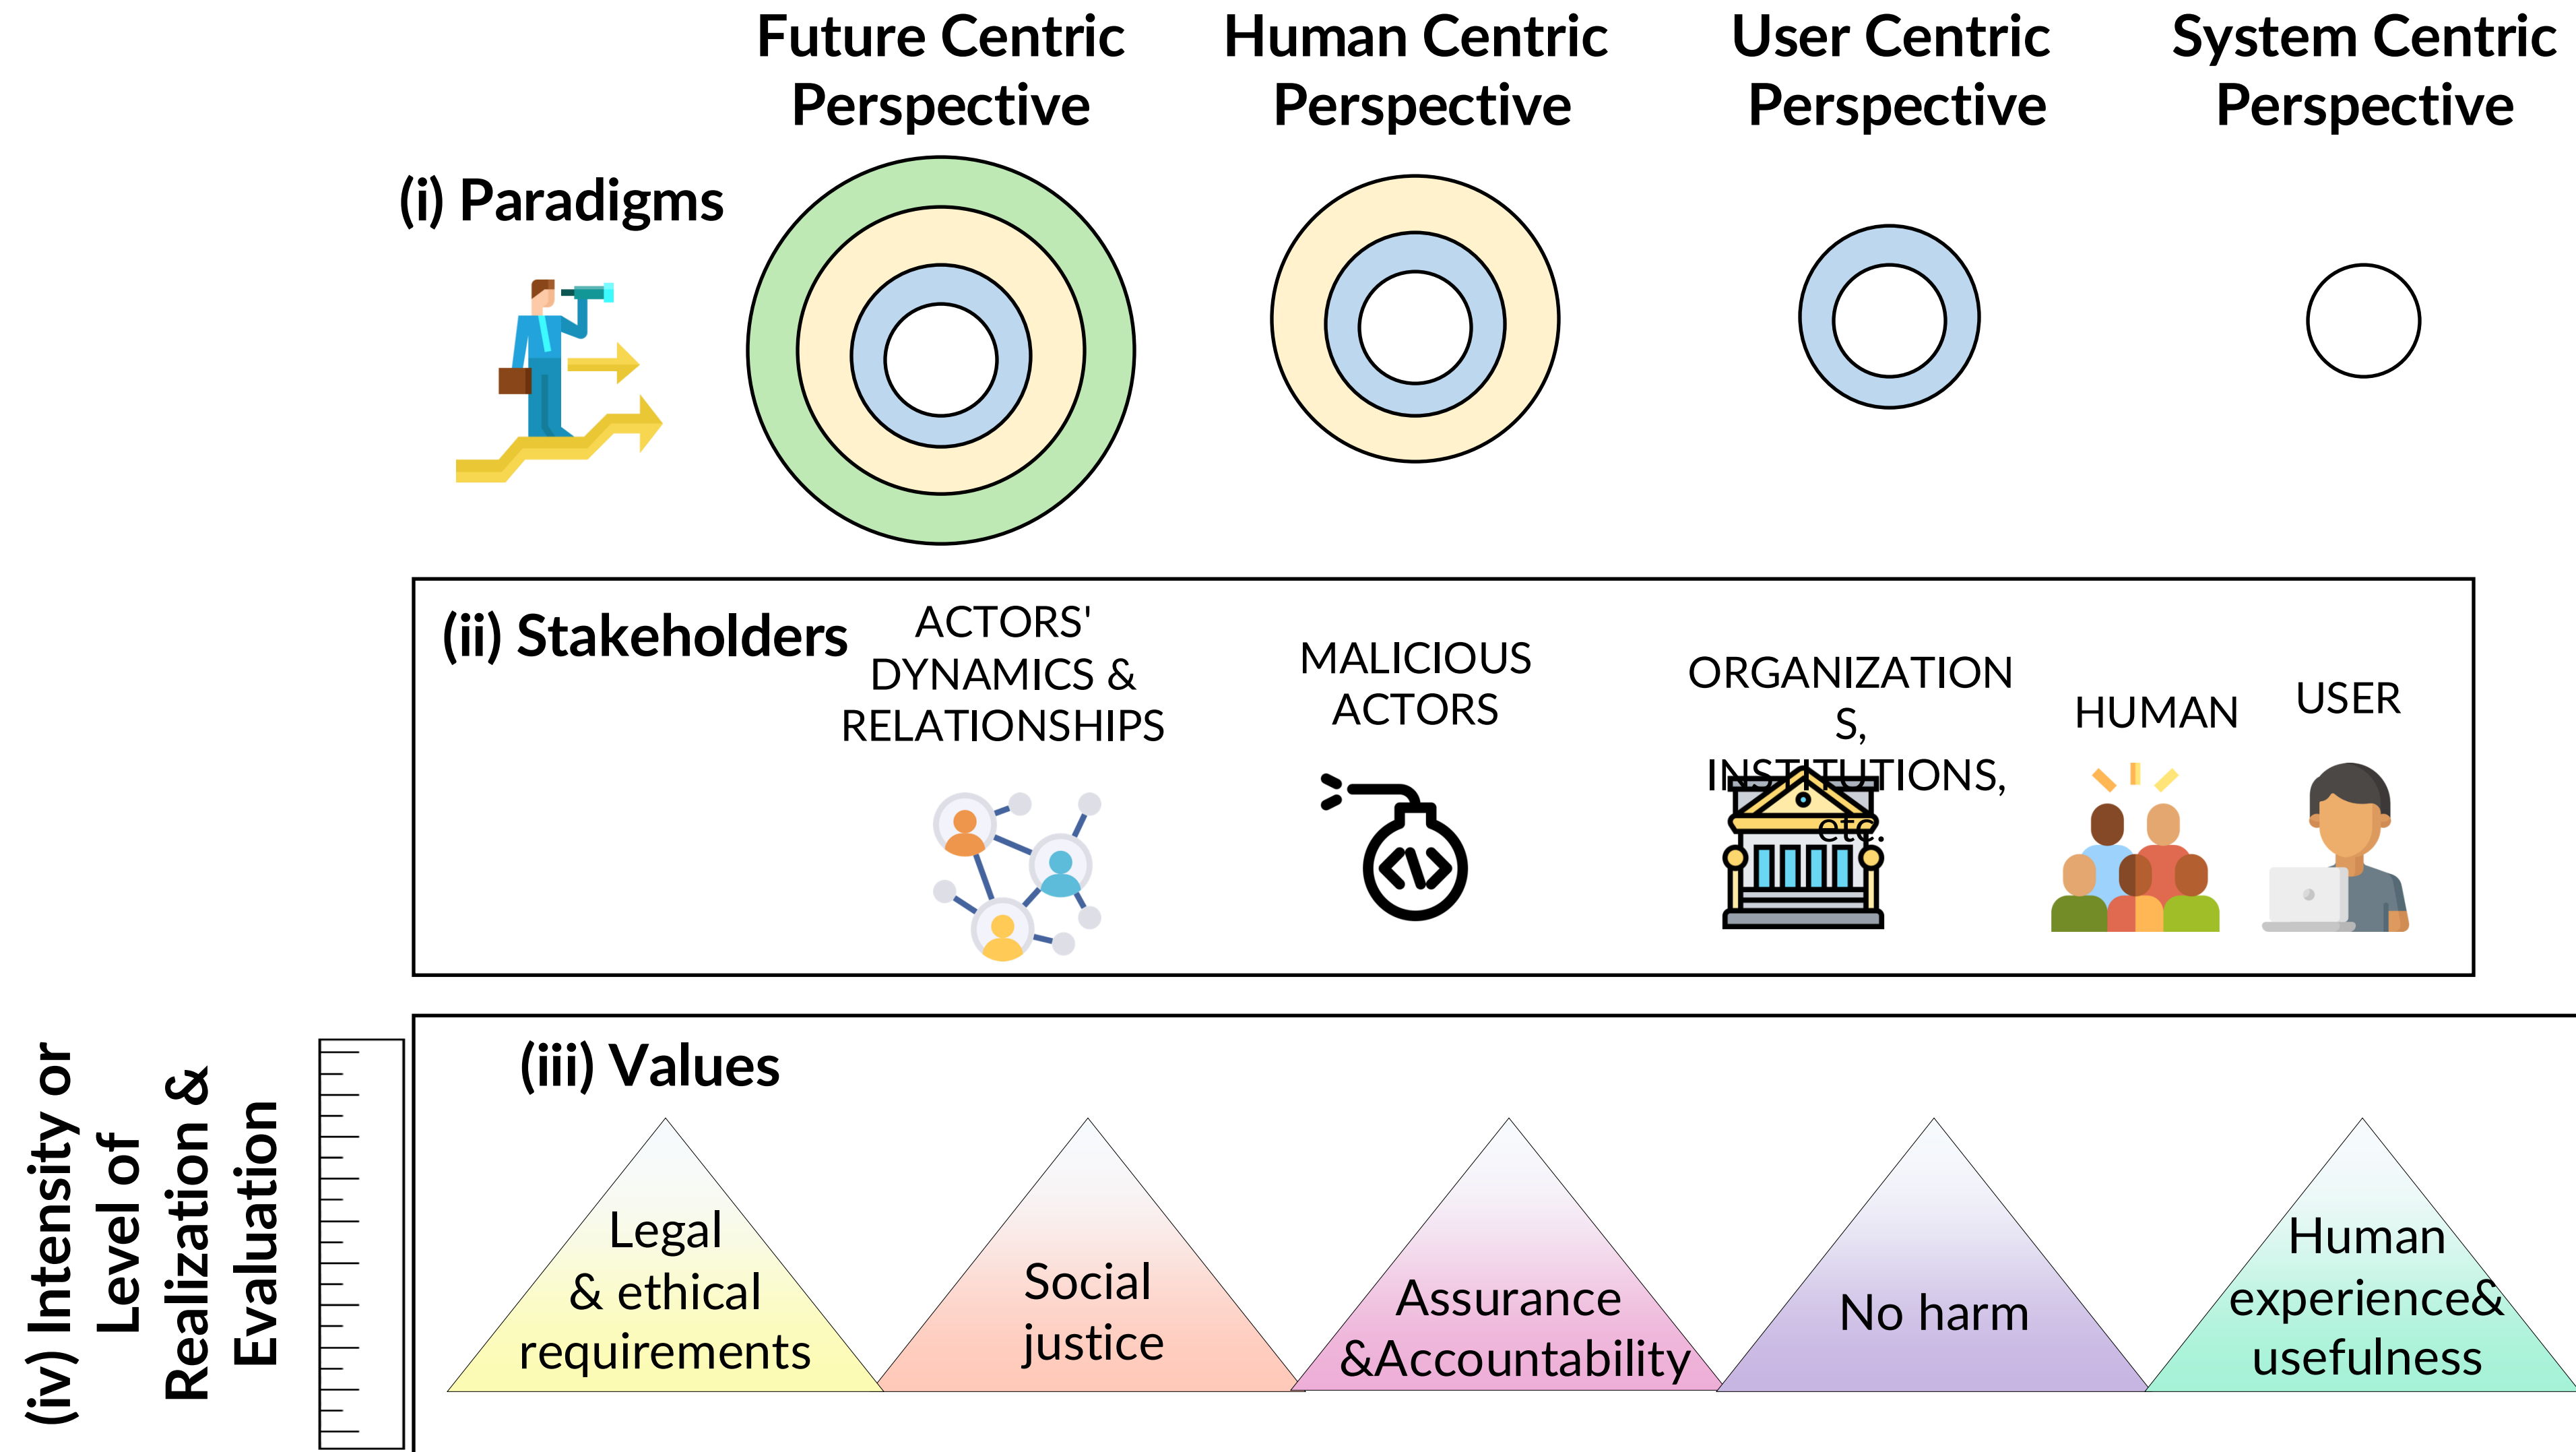 Future Centric
Perspective
Human Centric
Perspective
User Centric
Perspective
System Centric
Perspective
(i) Paradigms
(ii) Stakeholders
ACTORS'
DYNAMICS &
RELATIONSHIPS
MALICIOUS
ACTORS
ORGANIZATION
S,
INSTITUTIONS,
etc.
HUMAN
USER
(iii) Values
Legal
& ethical
requirements
Social
justice
Assurance
&Accountability
No harm
Human
experience&
usefulness
(iv) Intensity or
Level of
Realization &
Evaluation